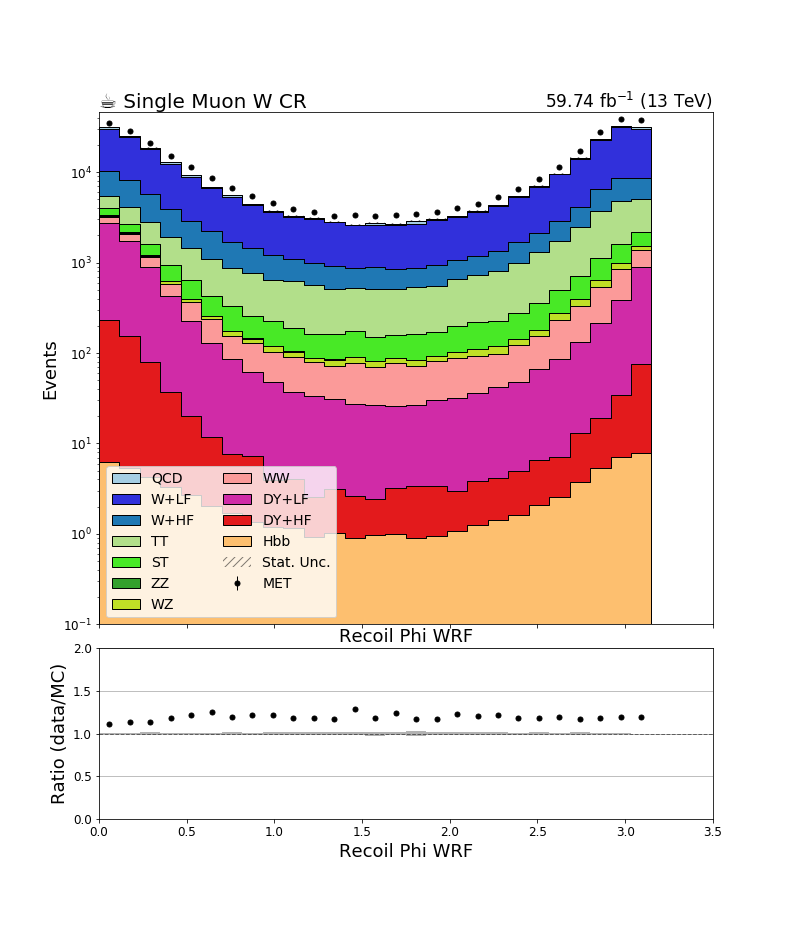 ☕ Single Muon W CR 59.74 fb⁻¹ (13 TeV)
Events
10⁴
10³
10²
10¹
10⁰
10⁻¹
QCD WW
W+LF DY+LF
W+HF DY+HF
TT Hbb
ST Stat. Unc.
ZZ MET
WZ
Recoil Phi WRF
Ratio (data/MC)
2.0
1.5
1.0
0.5
0.0
0.0 0.5 1.0 1.5 2.0 2.5 3.0 3.5
Recoil Phi WRF